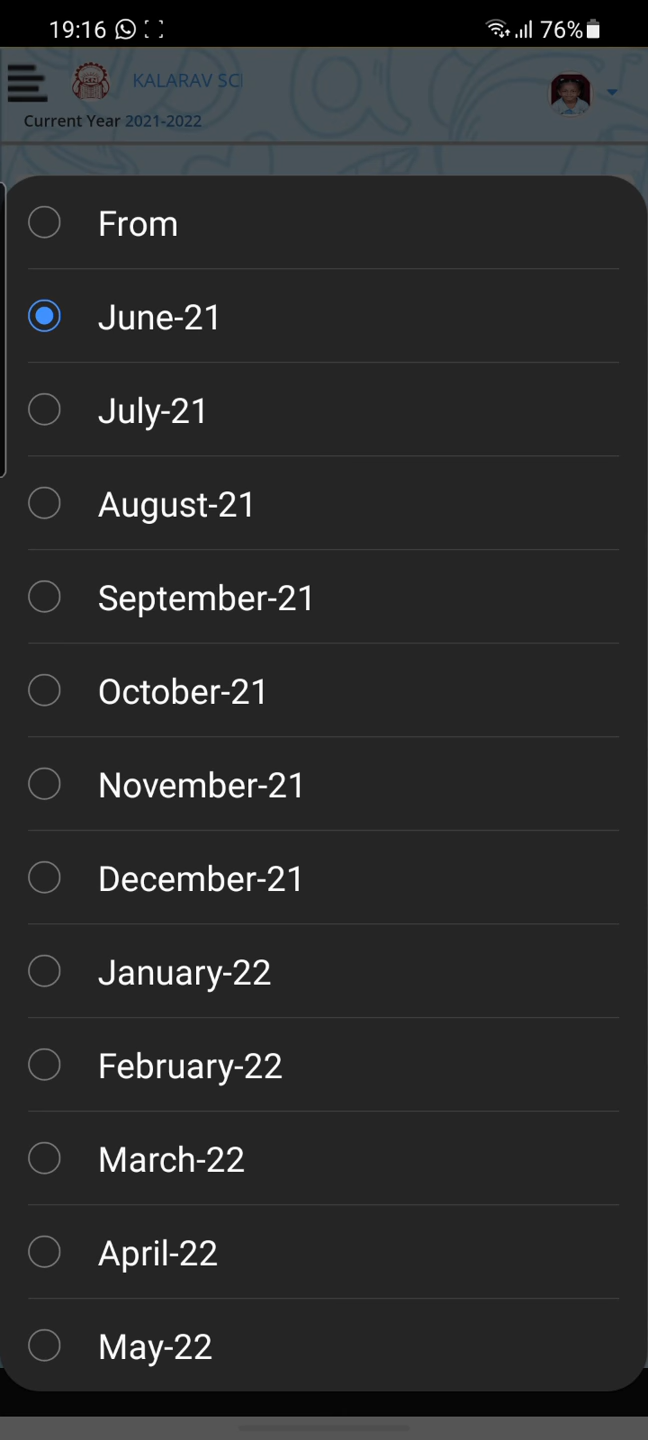 19:16
76%
KALARAV SC
Current Year 2021-2022
From
June-21
July-21
August-21
September-21
October-21
November-21
December-21
January-22
February-22
March-22
April-22
May-22